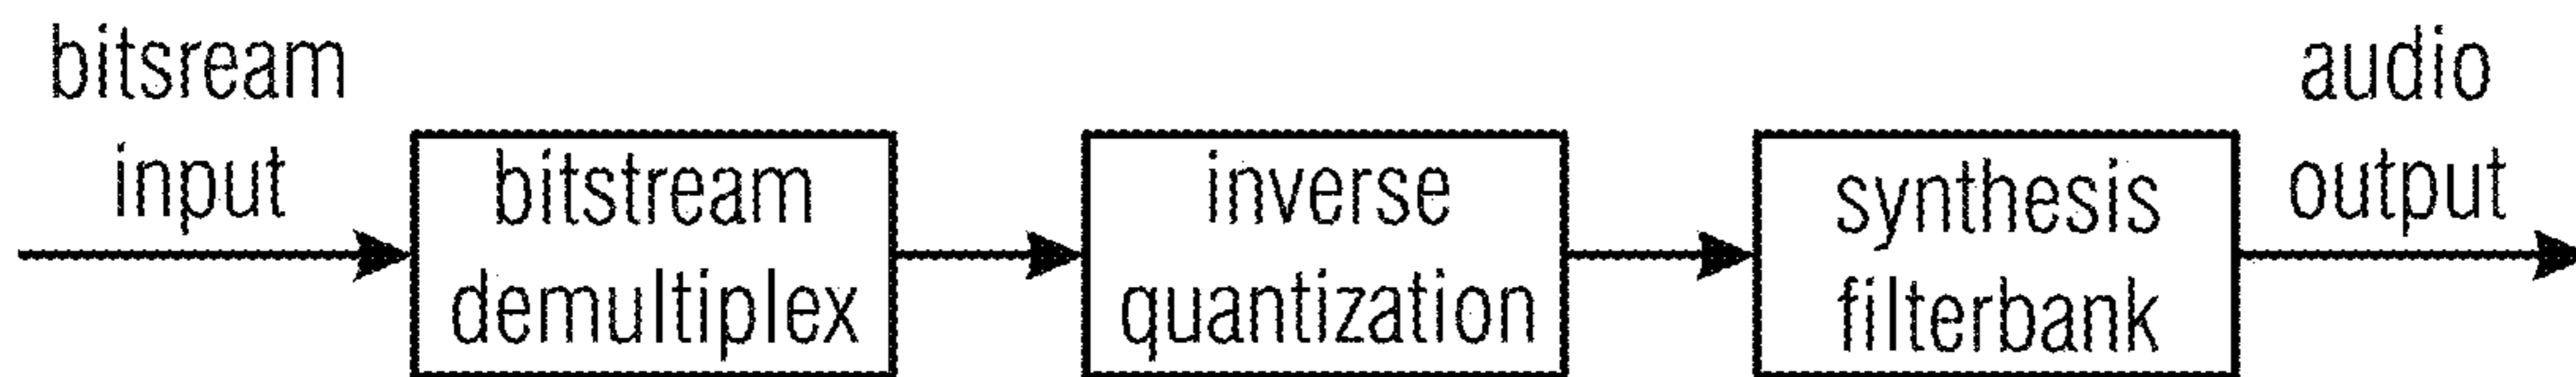 bitsream
input
bitstream
demultiplex
inverse
quantization
synthesis
filterbank
audio
output